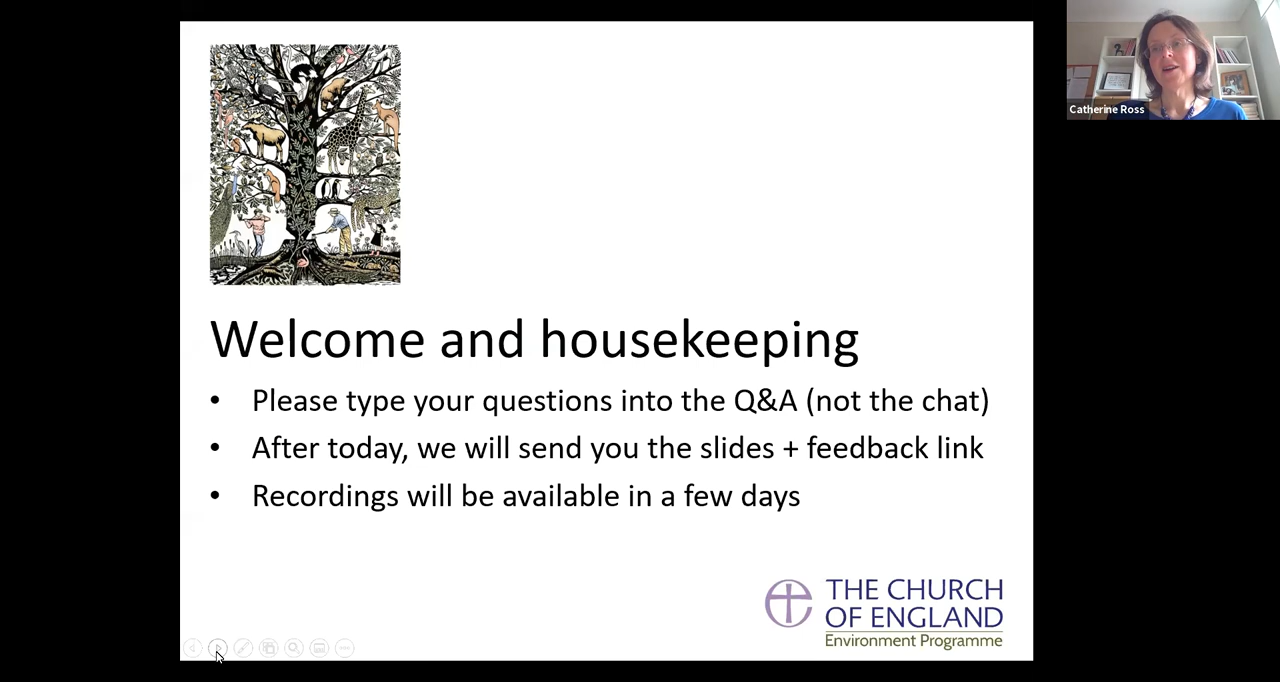 Catherine Ross
Welcome and housekeeping
• Please type your questions into the Q&A (not the chat)
• After today, we will send you the slides + feedback link
• Recordings will be available in a few days
THE CHURCH
OF ENGLAND
Environment Programme